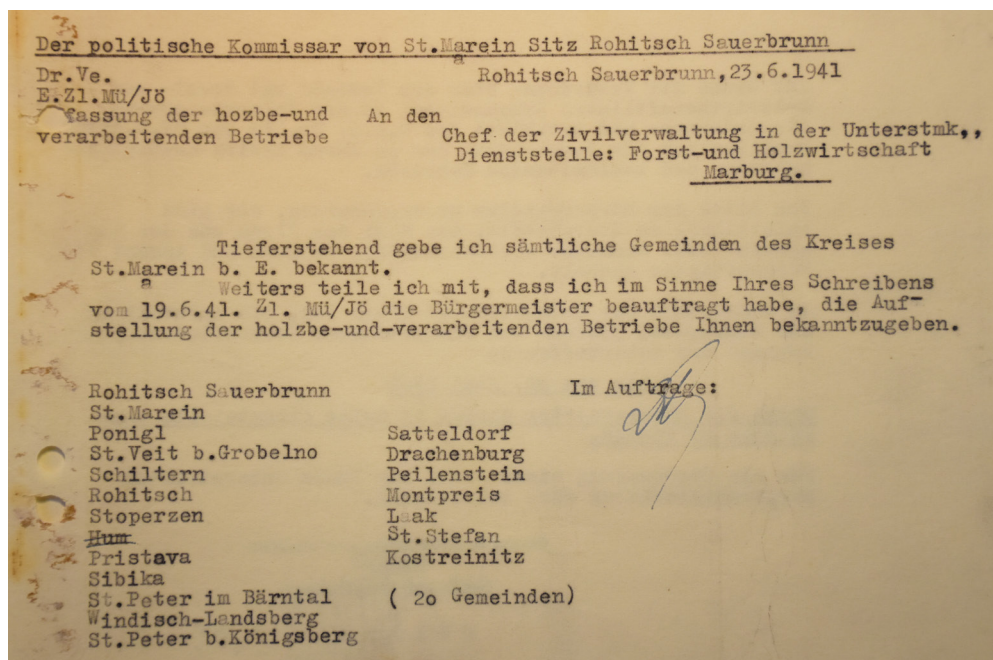 Der politische Kommissar von St.Marein Sitz Rohitsch Sauerbrunn
a
Dr.Ve. Rohitsch Sauerbrunn,23.6.1941
E.Zl.Mü/Jö
fassung der hozbe-und An den
verarbeitenden Betriebe Chef der Zivilverwaltung in der Unterstmk,,
Dienststelle: Forst-und Holzwirtschaft
Marburg.
Tieferstehend gebe ich sämtliche Gemeinden des Kreises
St.Marein b. E. bekannt.
a
Weiters teile ich mit, dass ich im Sinne Ihres Schreibens
vom 19.6.41. Zl. Mü/Jö die Bürgermeister beauftragt habe, die Auf-
stellung der holzbe-und-verarbeitenden Betriebe Ihnen bekanntzugeben.
Im Auftrage:
Rohitsch Sauerbrunn
St.Marein
Ponigl
St.Veit b.Grobelno
Schiltern
Rohitsch
Stoperzen
Hum
Pristava
Sibika
St.Peter im Bärntal
Windisch-Landsberg
St.Peter b.Königsberg
Satteldorf
Drachenburg
Peilenstein
Montpreis
Laak
St.Stefan
Kostreinitz
( 2o Gemeinden)